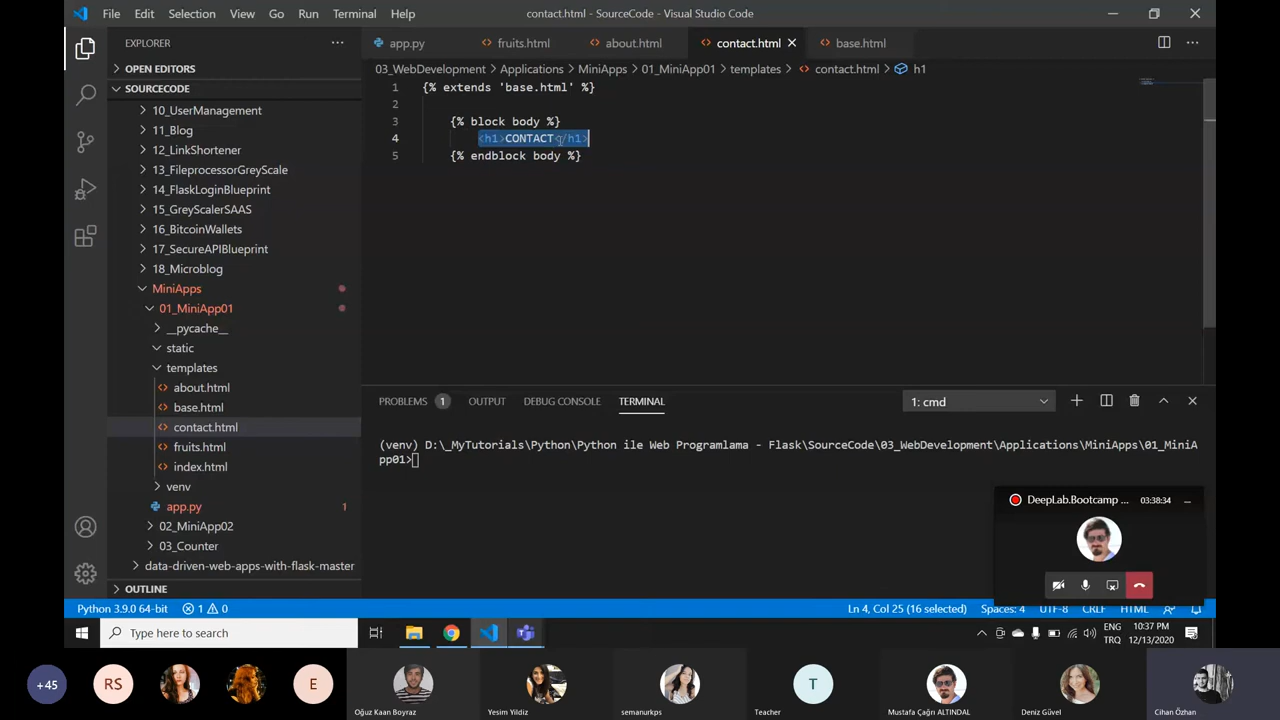 File Edit Selection View Go Run Terminal Help
contact.html - SourceCode - Visual Studio Code
EXPLORER
app.py
fruits.html
about.html
contact.html
base.html
OPEN EDITORS
03_WebDevelopment > Applications > MiniApps > 01_MiniApp01 > templates > contact.html > h1
SOURCECODE
10_UserManagement
11_Blog
12_LinkShortener
13_FileprocessorGreyScale
14_FlaskLoginBlueprint
15_GreyScalerSAAS
16_BitcoinWallets
17_SecureAPIBlueprint
18_Microblog
MiniApps
01_MiniApp01
__pycache__
static
templates
about.html
base.html
contact.html
fruits.html
index.html
venv
app.py 1
02_MiniApp02
03_Counter
data-driven-web-apps-with-flask-master
OUTLINE
1 {% extends 'base.html' %}
2
3 {% block body %}
4 <h1>CONTACT</h1>
5 {% endblock body %}
PROBLEMS 1 OUTPUT DEBUG CONSOLE TERMINAL
1: cmd
(venv) D:\_MyTutorials\Python\Python ile Web Programlama - Flask\SourceCode\03_WebDevelopment\Applications\MiniApps\01_MiniA
pp01>
DeepLab.Bootcamp ... 03:38:34
Python 3.9.0 64-bit 1 0
Ln 4, Col 25 (16 selected) Spaces: 4 UTF-8 CRLF HTML
Type here to search
ENG
TRQ
10:37 PM
12/13/2020
+45
RS
E
T
Oğuz Kaan Boyraz
Yesim Yildiz
semanurkps
Teacher
Mustafa Çağrı ALTINDAL
Deniz Güvel
Cihan Özhan